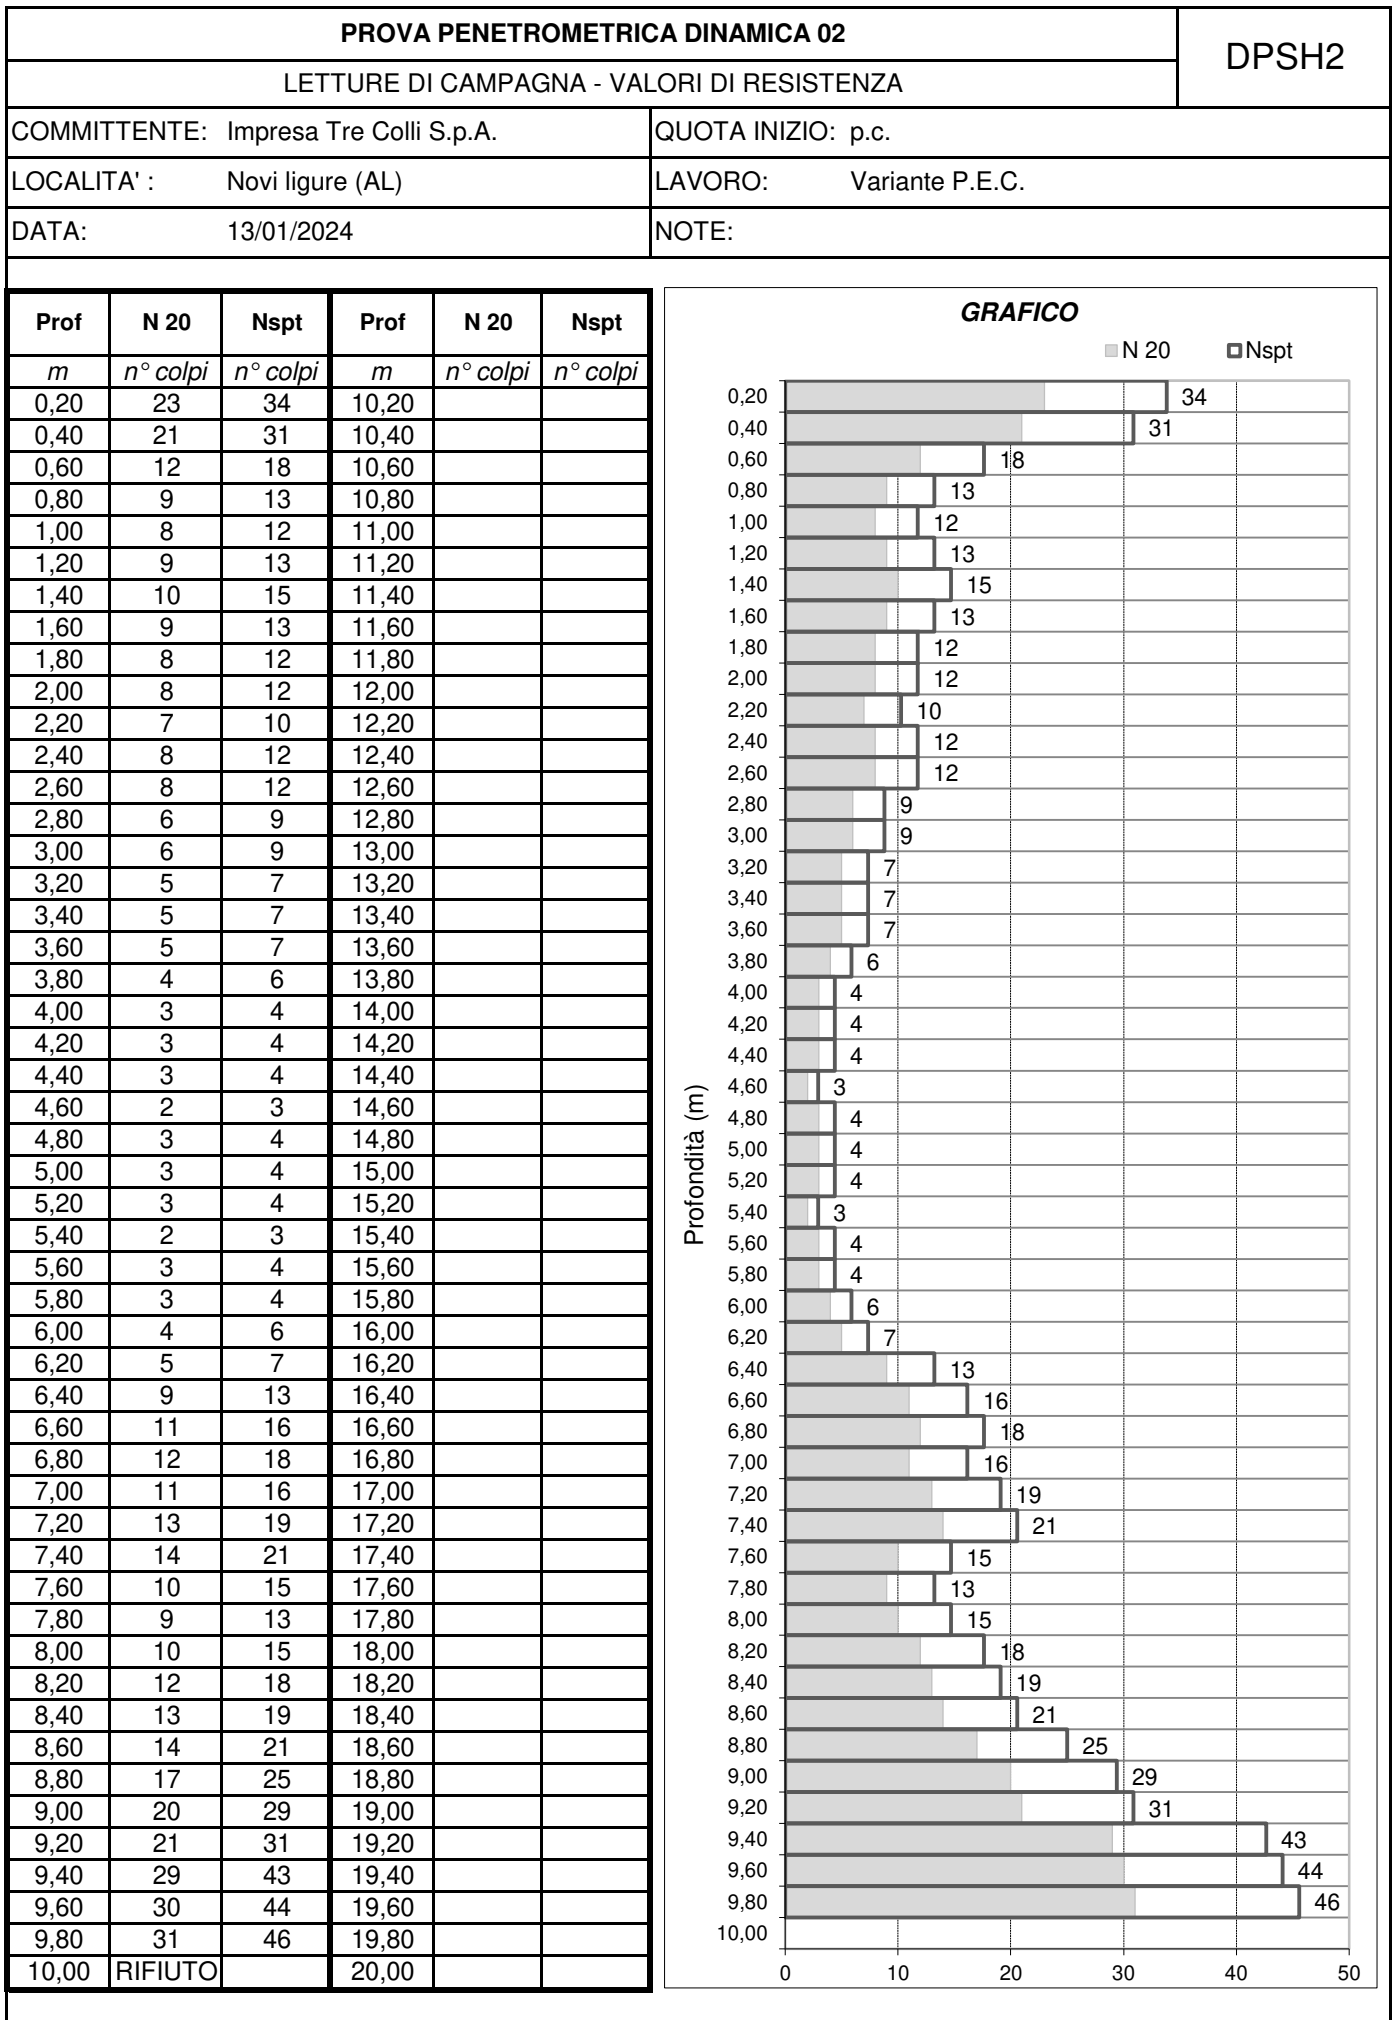 PROVA PENETROMETRICA DINAMICA 02
DPSH2
LETTURE DI CAMPAGNA - VALORI DI RESISTENZA
COMMITTENTE: Impresa Tre Colli S.p.A. QUOTA INIZIO: p.c.
LOCALITA' : Novi ligure (AL) LAVORO: Variante P.E.C.
DATA: 13/01/2024 NOTE:
Prof N 20 Nspt Prof N 20 Nspt
m n° colpi n° colpi m n° colpi n° colpi
0,20 23 34 10,20
0,40 21 31 10,40
0,60 12 18 10,60
0,80 9 13 10,80
1,00 8 12 11,00
1,20 9 13 11,20
1,40 10 15 11,40
1,60 9 13 11,60
1,80 8 12 11,80
2,00 8 12 12,00
2,20 7 10 12,20
2,40 8 12 12,40
2,60 8 12 12,60
2,80 6 9 12,80
3,00 6 9 13,00
3,20 5 7 13,20
3,40 5 7 13,40
3,60 5 7 13,60
3,80 4 6 13,80
4,00 3 4 14,00
4,20 3 4 14,20
4,40 3 4 14,40
4,60 2 3 14,60
4,80 3 4 14,80
5,00 3 4 15,00
5,20 3 4 15,20
5,40 2 3 15,40
5,60 3 4 15,60
5,80 3 4 15,80
6,00 4 6 16,00
6,20 5 7 16,20
6,40 9 13 16,40
6,60 11 16 16,60
6,80 12 18 16,80
7,00 11 16 17,00
7,20 13 19 17,20
7,40 14 21 17,40
7,60 10 15 17,60
7,80 9 13 17,80
8,00 10 15 18,00
8,20 12 18 18,20
8,40 13 19 18,40
8,60 14 21 18,60
8,80 17 25 18,80
9,00 20 29 19,00
9,20 21 31 19,20
9,40 29 43 19,40
9,60 30 44 19,60
9,80 31 46 19,80
10,00 RIFIUTO 20,00
GRAFICO
N 20 Nspt
Profondità (m)
0,20 34
0,40 31
0,60 18
0,80 13
1,00 12
1,20 13
1,40 15
1,60 13
1,80 12
2,00 12
2,20 10
2,40 12
2,60 12
2,80 9
3,00 9
3,20 7
3,40 7
3,60 7
3,80 6
4,00 4
4,20 4
4,40 4
4,60 3
4,80 4
5,00 4
5,20 4
5,40 3
5,60 4
5,80 4
6,00 6
6,20 7
6,40 13
6,60 16
6,80 18
7,00 16
7,20 19
7,40 21
7,60 15
7,80 13
8,00 15
8,20 18
8,40 19
8,60 21
8,80 25
9,00 29
9,20 31
9,40 43
9,60 44
9,80 46
10,00
0 10 20 30 40 50